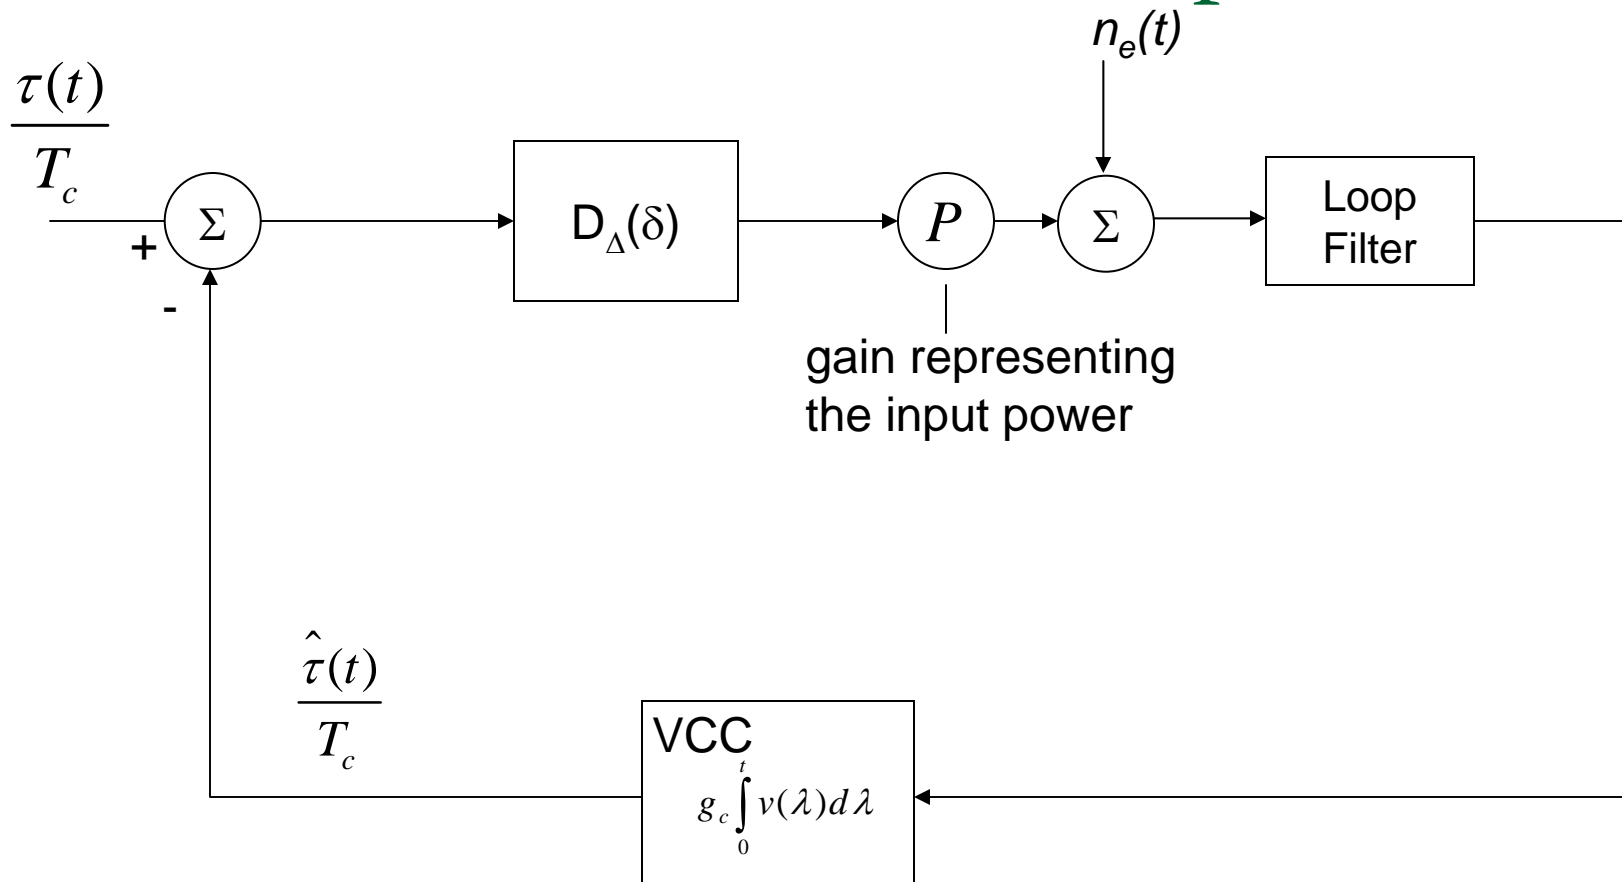 n_e(t)
τ(t)
T_c
Σ
+
-
D_Δ(δ)
P
Σ
Loop
Filter
gain representing
the input power
τ̂(t)
T_c
VCC
g_c ∫_0^t v(λ)dλ